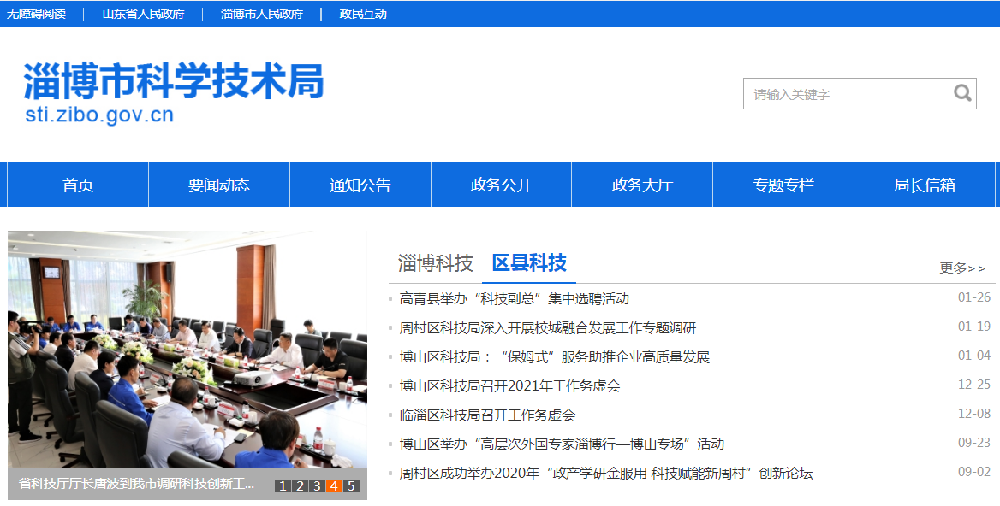 无障碍阅读 山东省人民政府 淄博市人民政府 政民互动
淄博市科学技术局
sti.zibo.gov.cn
请输入关键字
首页 要闻动态 通知公告 政务公开 政务大厅 专题专栏 局长信箱
淄博科技 区县科技 更多>>
高青县举办“科技副总”集中选聘活动 01-26
周村区科技局深入开展校城融合发展工作专题调研 01-19
博山区科技局：“保姆式”服务助推企业高质量发展 01-04
博山区科技局召开2021年工作务虚会 12-25
临淄区科技局召开工作务虚会 12-08
博山区举办“高层次外国专家淄博行—博山专场”活动 09-23
周村区成功举办2020年“政产学研金服用 科技赋能新周村”创新论坛 09-02
省科技厅厅长唐波到我市调研科技创新工... 1 2 3 4 5